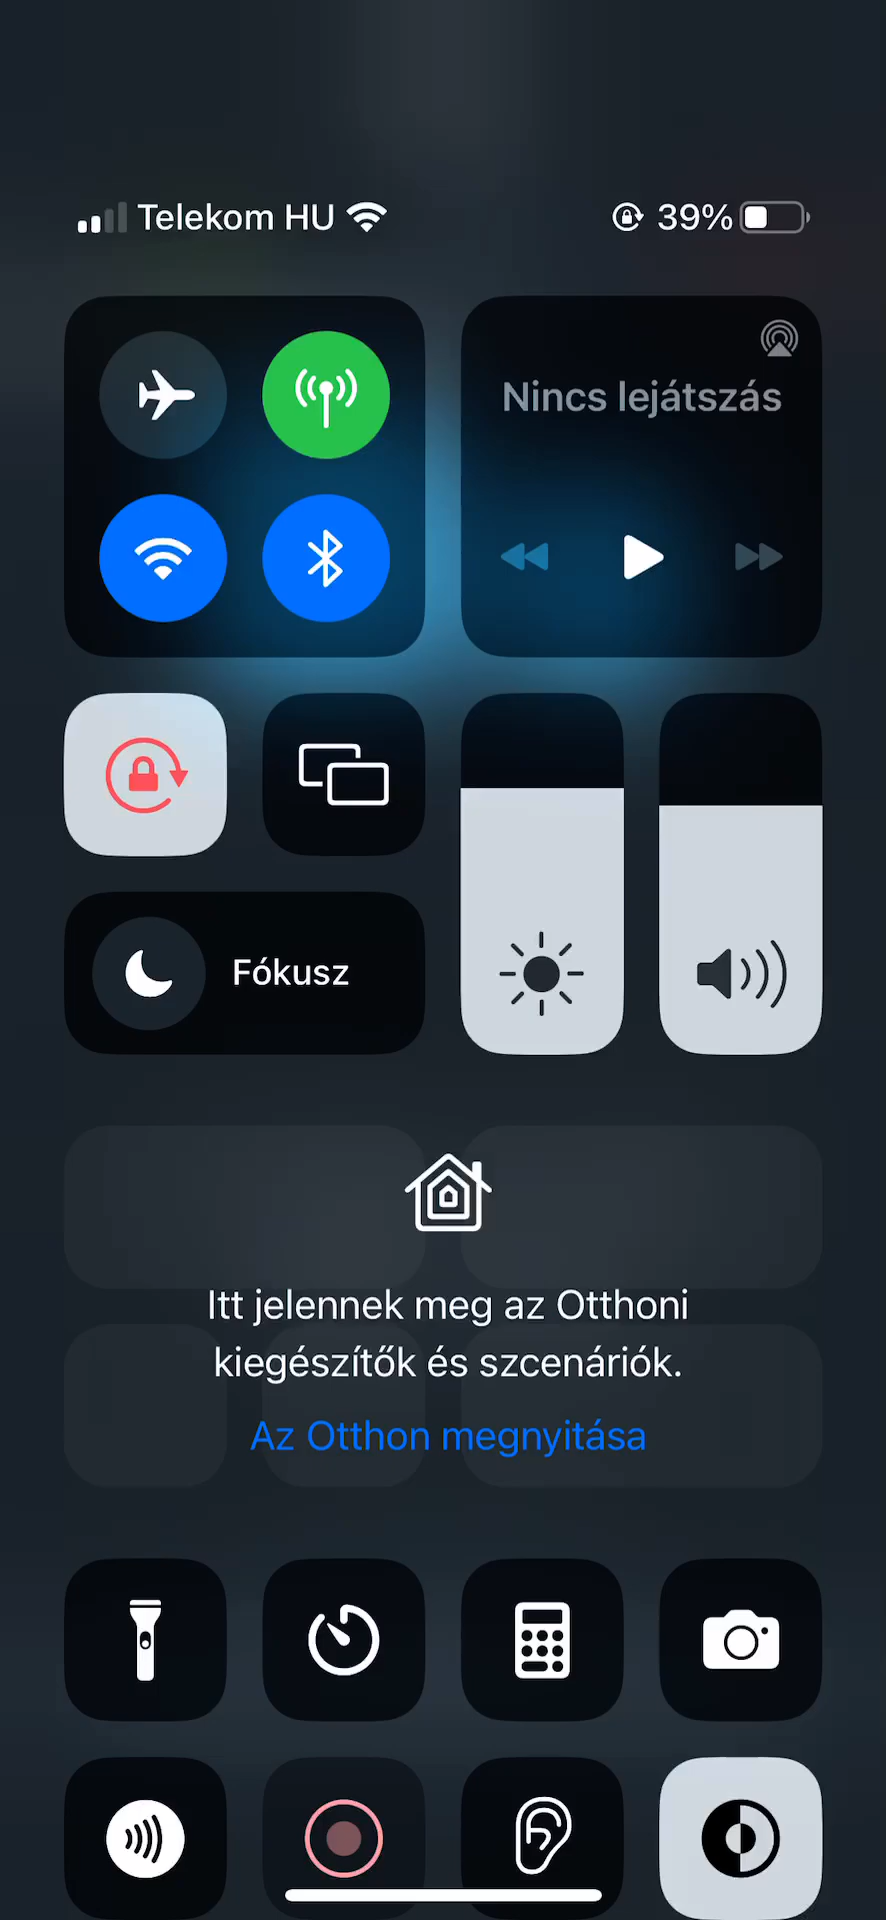 Telekom HU
39%
Nincs lejátszás
Fókusz
Itt jelennek meg az Otthoni
kiegészítők és szcenáriók.
Az Otthon megnyitása